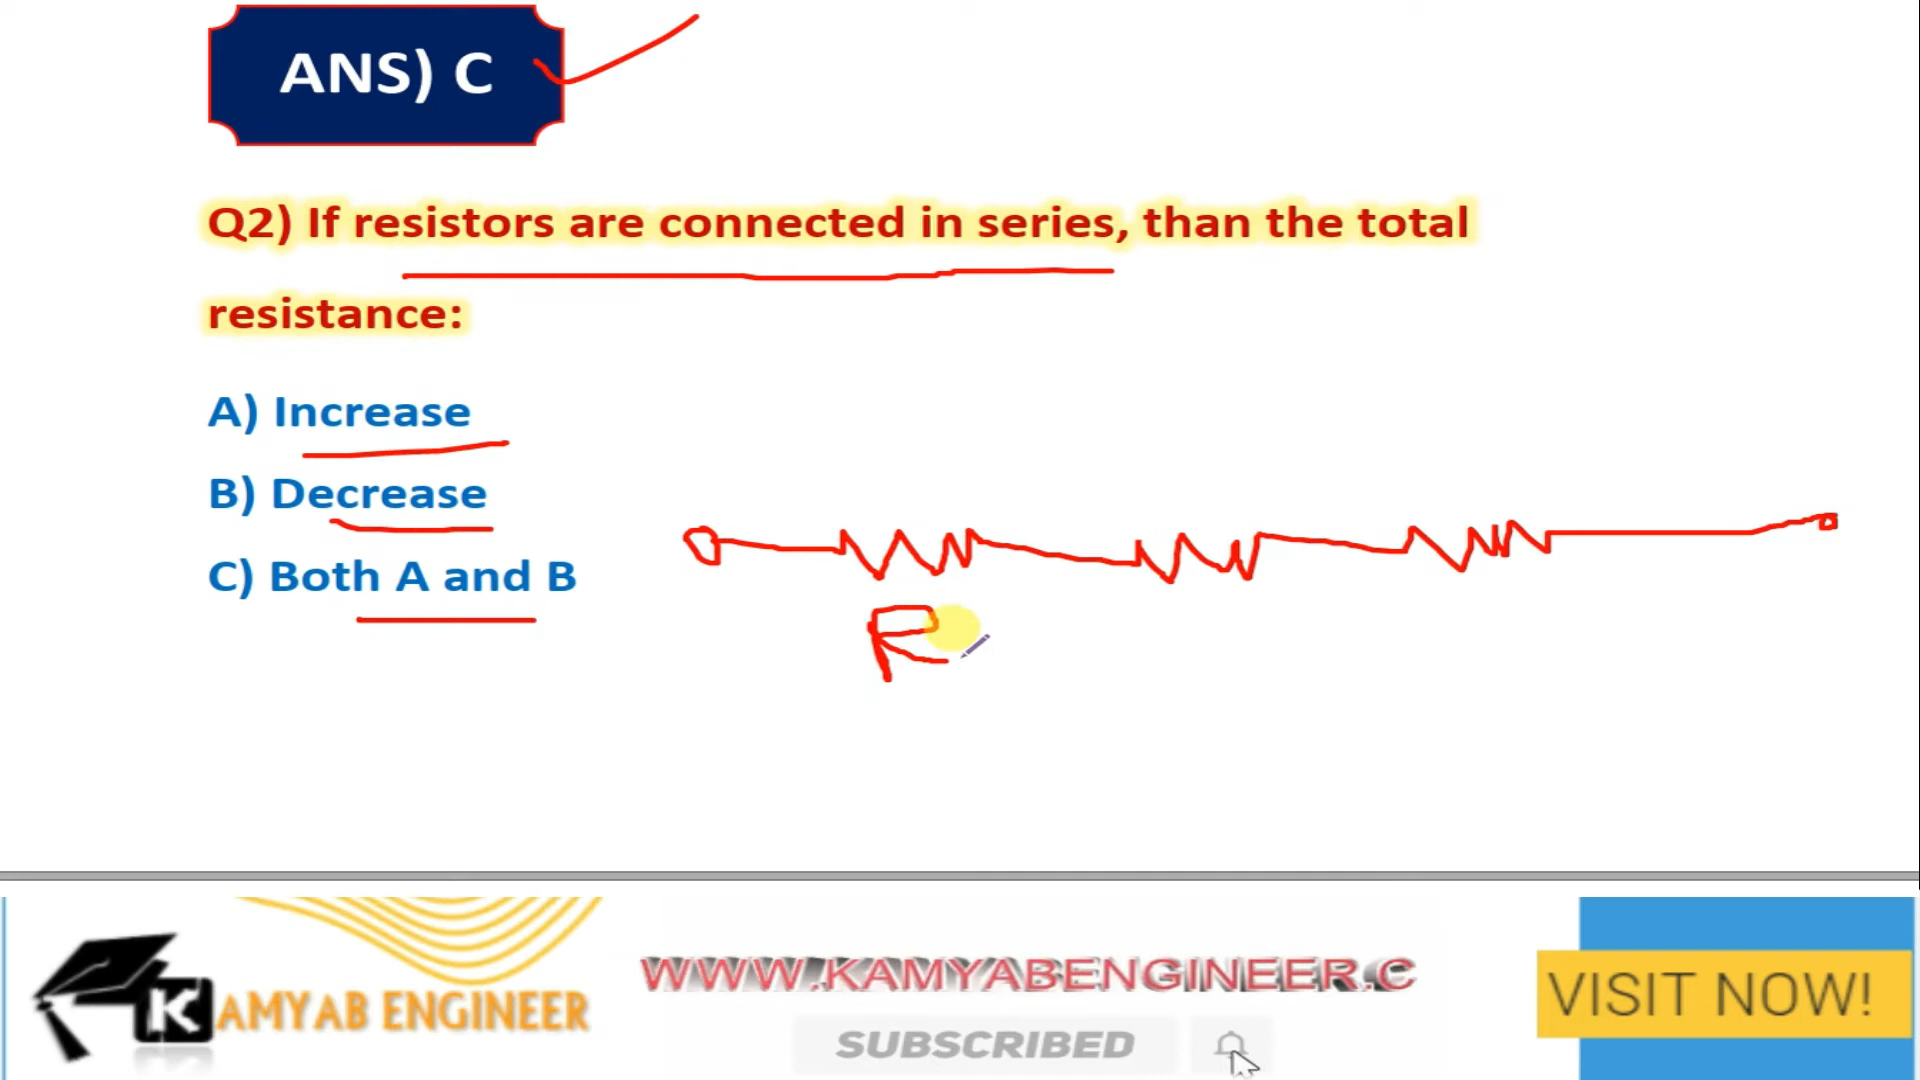 ANS) C
Q2) If resistors are connected in series, than the total
resistance:
A) Increase
B) Decrease
C) Both A and B
R
KAMYAB ENGINEER
WWW.KAMYABENGINEER.C
SUBSCRIBED
VISIT NOW!